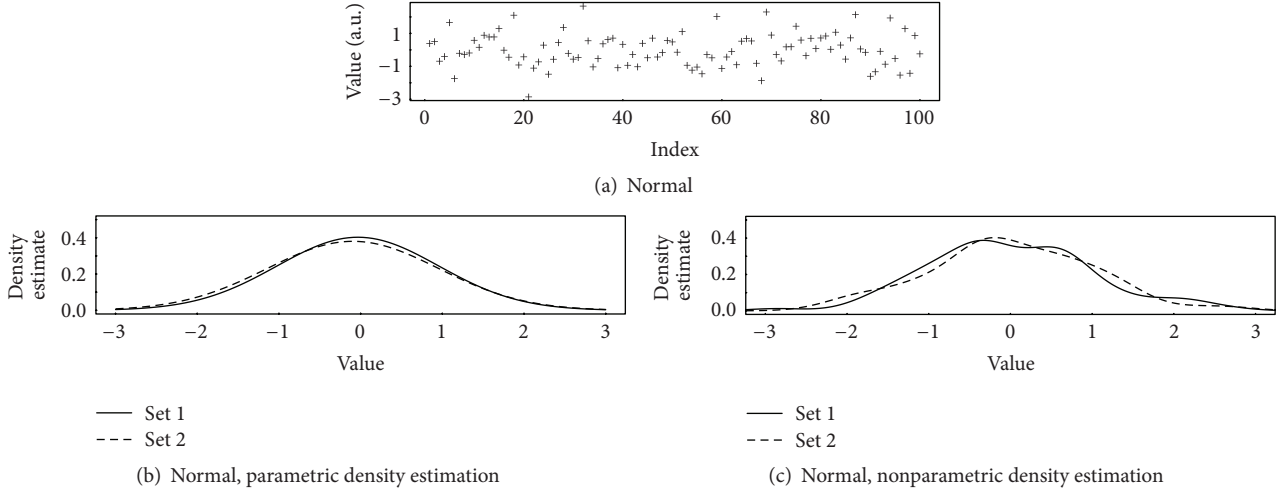 Value (a.u.)
1
−1
−3
0 20 40 60 80 100
Index
(a) Normal
Density
estimate
0.4
0.2
0.0
−3 −2 −1 0 1 2 3
Value
Set 1
Set 2
(b) Normal, parametric density estimation
Density
estimate
0.4
0.2
0.0
−3 −2 −1 0 1 2 3
Value
Set 1
Set 2
(c) Normal, nonparametric density estimation